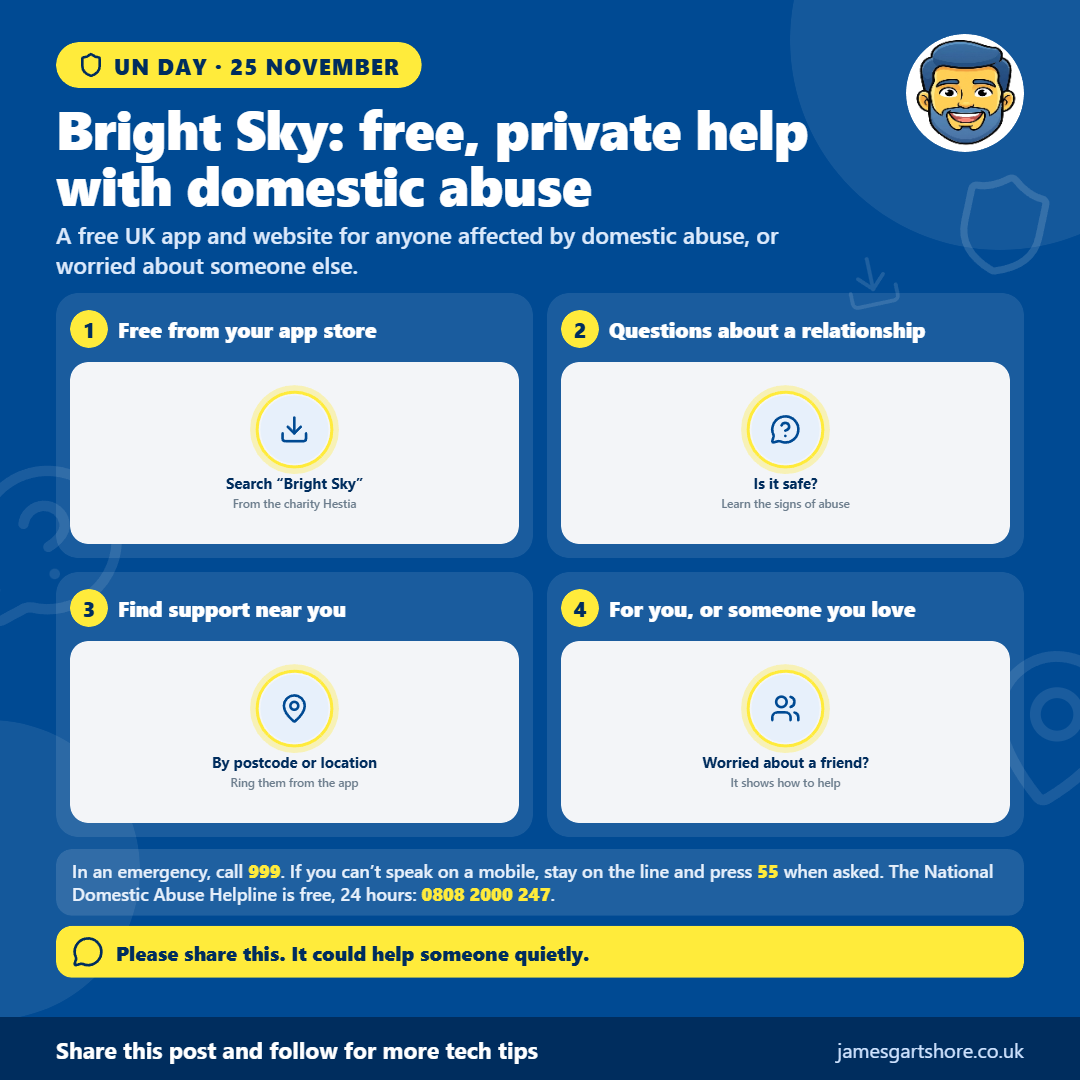 UN DAY · 25 NOVEMBER
Bright Sky: free, private help
with domestic abuse
A free UK app and website for anyone affected by domestic abuse, or
worried about someone else.
1 Free from your app store
Search “Bright Sky”
From the charity Hestia
2 Questions about a relationship
Is it safe?
Learn the signs of abuse
3 Find support near you
By postcode or location
Ring them from the app
4 For you, or someone you love
Worried about a friend?
It shows how to help
In an emergency, call 999. If you can’t speak on a mobile, stay on the line and press 55 when asked. The National
Domestic Abuse Helpline is free, 24 hours: 0808 2000 247.
Please share this. It could help someone quietly.
Share this post and follow for more tech tips
jamesgartshore.co.uk